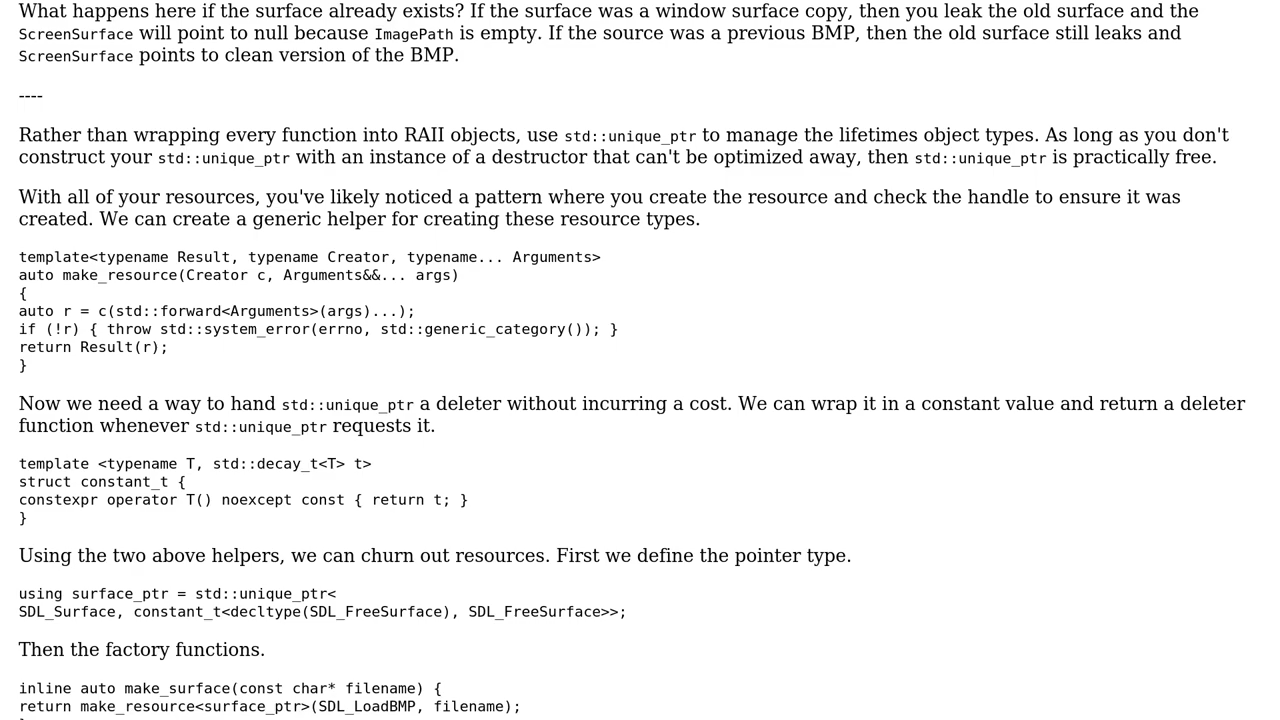 What happens here if the surface already exists? If the surface was a window surface copy, then you leak the old surface and the
ScreenSurface will point to null because ImagePath is empty. If the source was a previous BMP, then the old surface still leaks and
ScreenSurface points to clean version of the BMP.
----
Rather than wrapping every function into RAII objects, use std::unique_ptr to manage the lifetimes object types. As long as you don't
construct your std::unique_ptr with an instance of a destructor that can't be optimized away, then std::unique_ptr is practically free.
With all of your resources, you've likely noticed a pattern where you create the resource and check the handle to ensure it was
created. We can create a generic helper for creating these resource types.
template<typename Result, typename Creator, typename... Arguments>
auto make_resource(Creator c, Arguments&&... args)
{
auto r = c(std::forward<Arguments>(args)...);
if (!r) { throw std::system_error(errno, std::generic_category()); }
return Result(r);
}
Now we need a way to hand std::unique_ptr a deleter without incurring a cost. We can wrap it in a constant value and return a deleter
function whenever std::unique_ptr requests it.
template <typename T, std::decay_t<T> t>
struct constant_t {
constexpr operator T() noexcept const { return t; }
}
Using the two above helpers, we can churn out resources. First we define the pointer type.
using surface_ptr = std::unique_ptr<
SDL_Surface, constant_t<decltype(SDL_FreeSurface), SDL_FreeSurface>>;
Then the factory functions.
inline auto make_surface(const char* filename) {
return make_resource<surface_ptr>(SDL_LoadBMP, filename);